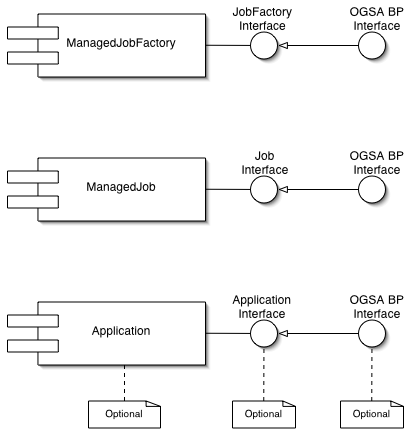 JobFactory
Interface
OGSA BP
Interface
ManagedJobFactory
Job
Interface
OGSA BP
Interface
ManagedJob
Application
Interface
OGSA BP
Interface
Application
Optional
Optional
Optional